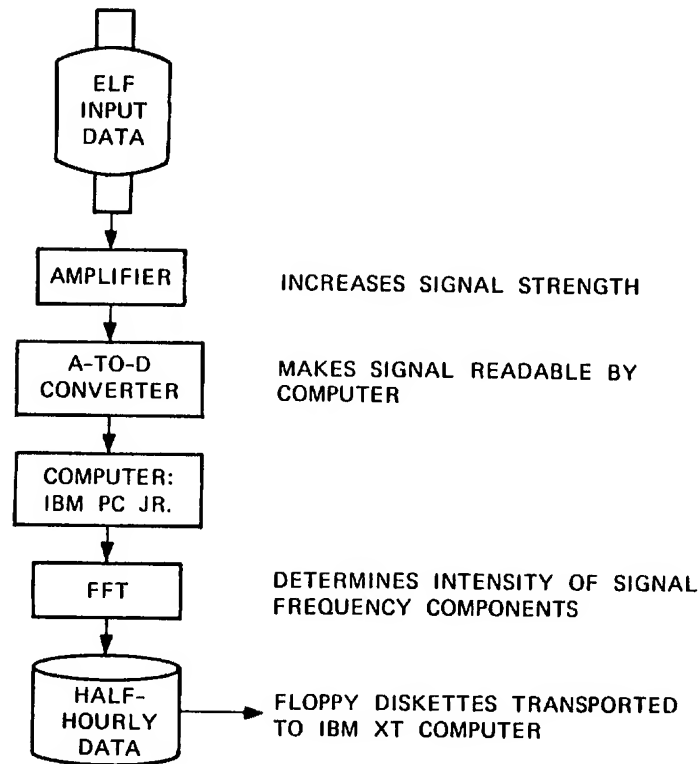 ELF
INPUT
DATA
AMPLIFIER
INCREASES SIGNAL STRENGTH
A-TO-D
CONVERTER
MAKES SIGNAL READABLE BY
COMPUTER
COMPUTER:
IBM PC JR.
FFT
DETERMINES INTENSITY OF SIGNAL
FREQUENCY COMPONENTS
HALF-
HOURLY
DATA
FLOPPY DISKETTES TRANSPORTED
TO IBM XT COMPUTER